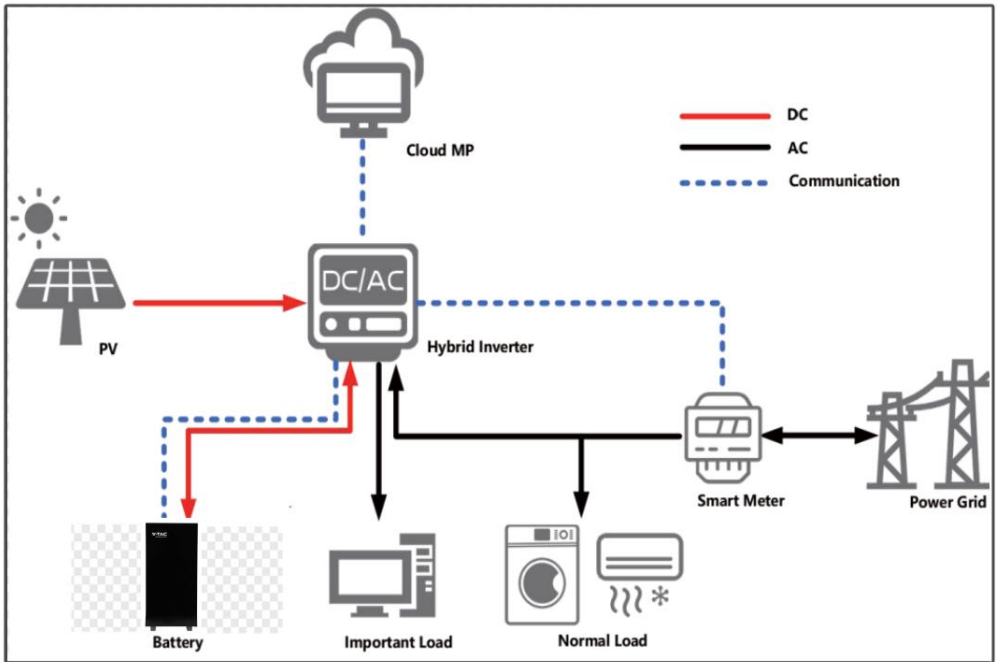 Cloud MP
DC
AC
Communication
DC/AC
PV
Hybrid Inverter
Smart Meter
Power Grid
V-TAC
Battery
Important Load
Normal Load